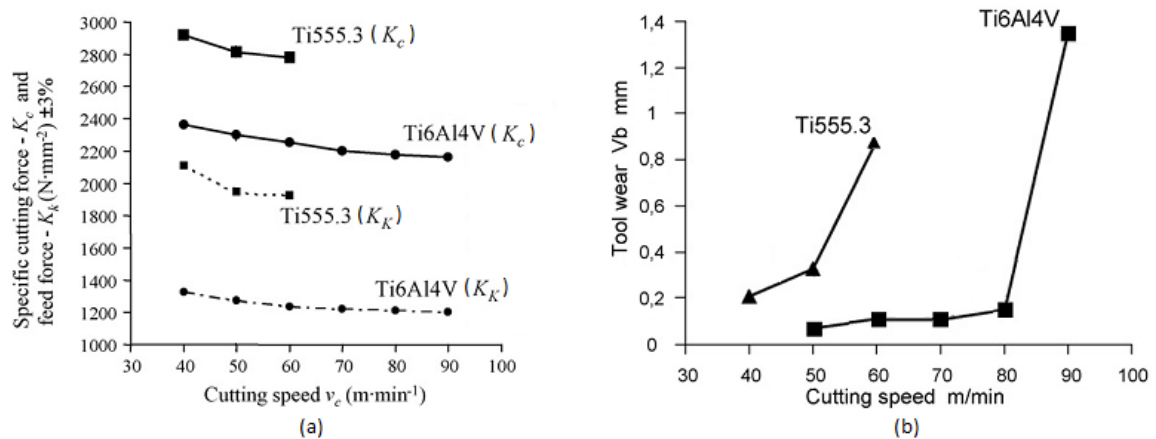 Specific cutting force - Kc and
feed force - Kk (N·mm-2) ±3%
3000
2800
2600
2400
2200
2000
1800
1600
1400
1200
1000
Ti555.3 (Kc)
Ti6Al4V (Kc)
Ti555.3 (KK)
Ti6Al4V (KK)
30 40 50 60 70 80 90 100
Cutting speed vc (m·min-1)
(a)
Tool wear Vb mm
1,6
1,4
1,2
1
0,8
0,6
0,4
0,2
0
Ti6Al4V
Ti555.3
30 40 50 60 70 80 90 100
Cutting speed m/min
(b)